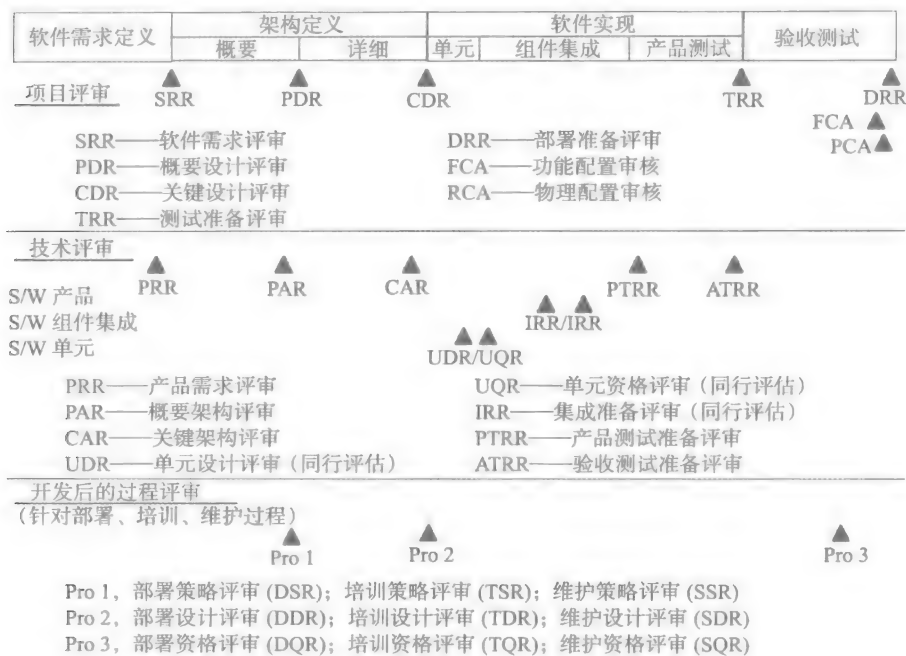 软件需求定义 架构定义 软件实现 验收测试
概要 详细 单元 组件集成 产品测试
项目评审 SRR PDR CDR TRR DRR
FCA
PCA
SRR——软件需求评审 DRR——部署准备评审
PDR——概要设计评审 FCA——功能配置审核
CDR——关键设计评审 RCA——物理配置审核
TRR——测试准备评审
技术评审
PRR PAR CAR PTRR ATRR
S/W 产品
S/W 组件集成 IRR/IRR
S/W 单元 UDR/UQR
PRR——产品需求评审 UQR——单元资格评审（同行评估）
PAR——概要架构评审 IRR——集成准备评审（同行评估）
CAR——关键架构评审 PTRR——产品测试准备评审
UDR——单元设计评审（同行评估） ATRR——验收测试准备评审
开发后的过程评审
（针对部署、培训、维护过程）
Pro 1 Pro 2 Pro 3
Pro 1，部署策略评审 (DSR)；培训策略评审 (TSR)；维护策略评审 (SSR)
Pro 2，部署设计评审 (DDR)；培训设计评审 (TDR)；维护设计评审 (SDR)
Pro 3，部署资格评审 (DQR)；培训资格评审 (TQR)；维护资格评审 (SQR)